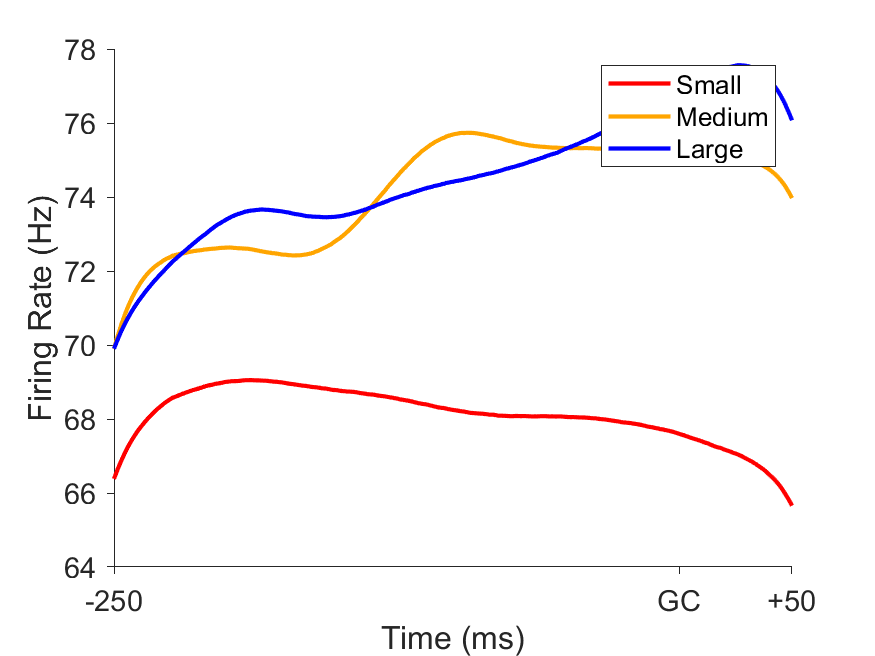 78
76
74
72
70
68
66
64
Firing Rate (Hz)
Small
Medium
Large
-250
GC
+50
Time (ms)